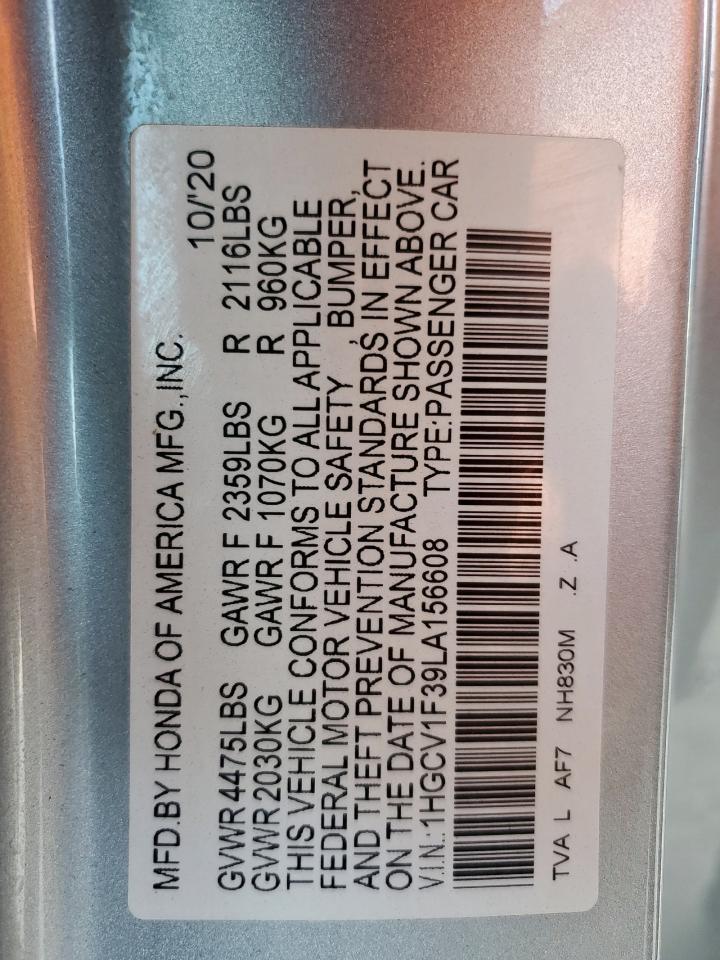 MFD.BY HONDA OF AMERICA MFG.,INC.
10/'20
GVWR 4475LBS GAWR F 2359LBS R 2116LBS
GVWR 2030KG GAWR F 1070KG R 960KG
THIS VEHICLE CONFORMS TO ALL APPLICABLE
FEDERAL MOTOR VEHICLE SAFETY , BUMPER,
AND THEFT PREVENTION STANDARDS IN EFFECT
ON THE DATE OF MANUFACTURE SHOWN ABOVE.
V.I.N.:1HGCV1F39LA156608 TYPE:PASSENGER CAR
TVA L AF7 NH830M .Z .A